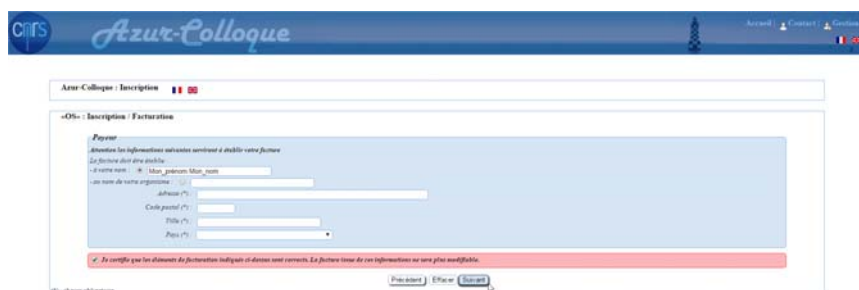 cnrs
Azur-Colloque
Accueil | Contact | Gestion
Azur-Colloque : Inscription
«OS» : Inscription / Facturation
Payeur
Attention les informations suivantes serviront à établir votre facture
La facture doit être établie
- à votre nom : Mon_prénom Mon_nom
- au nom de votre organisme :
Adresse (*) :
Code postal (*) :
Ville (*) :
Pays (*) :
Je certifie que les éléments de facturation indiqués ci-dessus sont corrects. La facture issue de ces informations ne sera plus modifiable.
Précédent Effacer Suivant